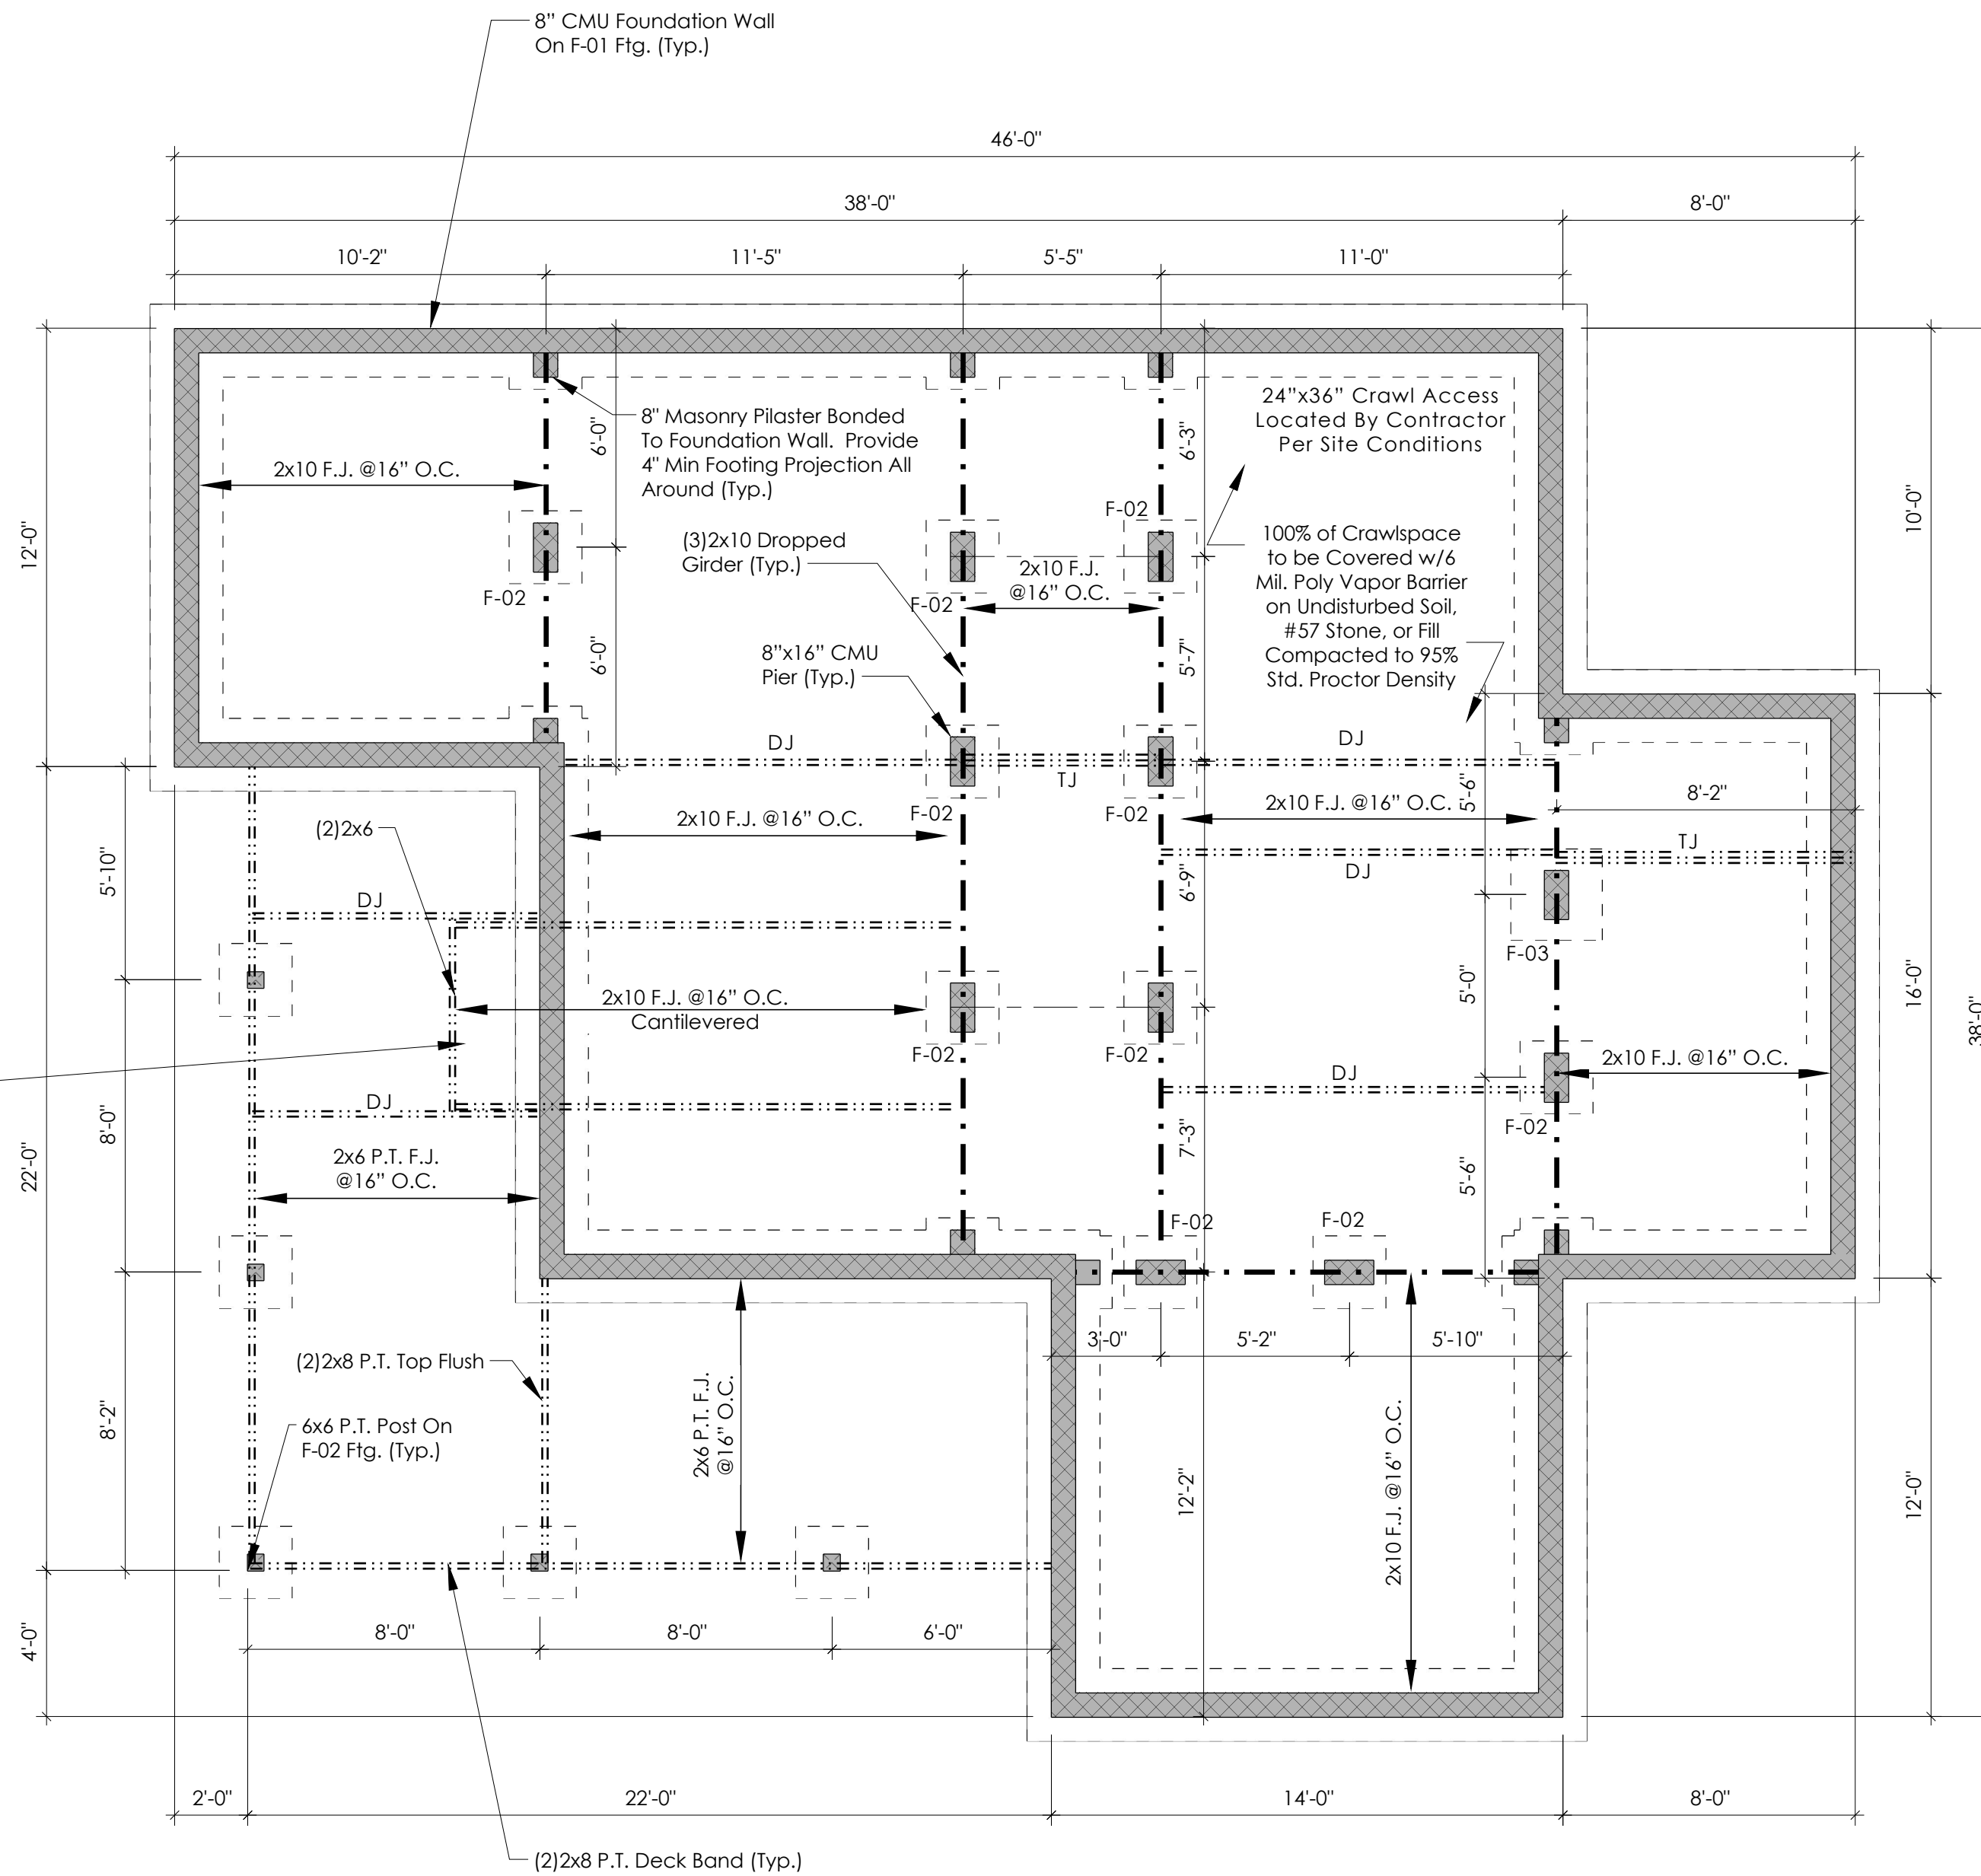 8” CMU Foundation Wall
On F-01 Ftg. (Typ.)
46'-0"
38'-0"
8'-0"
10'-2"
11'-5"
5'-5"
11'-0"
24”x36” Crawl Access
Located By Contractor
Per Site Conditions
8" Masonry Pilaster Bonded
To Foundation Wall.  Provide
4" Min Footing Projection All
Around (Typ.)
6'-0"
6'-3"
2x10 F.J. @16” O.C.
F-02
10'-0"
12'-0"
(3)2x10 Dropped
Girder (Typ.)
2x10 F.J.
@16” O.C.
100% of Crawlspace
to be Covered w/6
Mil. Poly Vapor Barrier
on Undisturbed Soil,
#57 Stone, or Fill
Compacted to 95%
Std. Proctor Density
F-02
F-02
6'-0"
8”x16” CMU
Pier (Typ.)
5'-7"
DJ
TJ
DJ
5'-6"
8'-2"
F-02
F-02
2x10 F.J. @16” O.C.
2x10 F.J. @16” O.C.
(2)2x6
TJ
DJ
5'-10"
DJ
6'-9"
F-03
5'-0"
16'-0"
38'-0"
2x10 F.J. @16” O.C.
Cantilevered
F-02
F-02
2x10 F.J. @16” O.C.
DJ
DJ
8'-0"
F-02
7'-3"
22'-0"
2x6 P.T. F.J.
@16” O.C.
5'-6"
F-02
F-02
3'-0"
5'-2"
5'-10"
(2)2x8 P.T. Top Flush
8'-2"
6x6 P.T. Post On
F-02 Ftg. (Typ.)
2x6 P.T. F.J.
@16” O.C.
12'-2"
2x10 F.J. @16” O.C.
12'-0"
8'-0"
8'-0"
6'-0"
4'-0"
2'-0"
22'-0"
14'-0"
8'-0"
(2)2x8 P.T. Deck Band (Typ.)